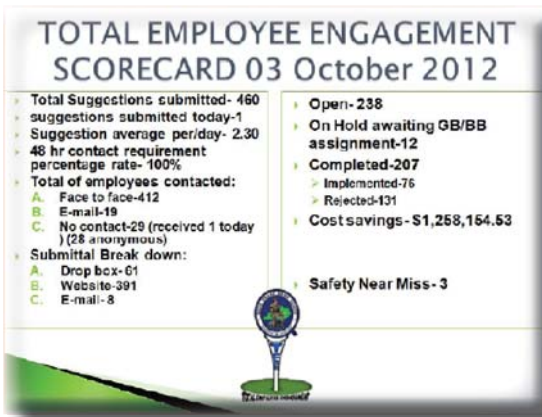 TOTAL EMPLOYEE ENGAGEMENT
SCORECARD 03 October 2012
Total Suggestions submitted- 460
suggestions submitted today-1
Suggestion average per/day- 2.30
48 hr contact requirement
percentage rate- 100%
Total of employees contacted:
A. Face to face-412
B. E-mail-19
C. No contact-29 (received 1 today
) (28 anonymous)
Submittal Break down:
A. Drop box- 61
B. Website-391
C. E-mail- 8
Open- 238
On Hold awaiting GB/BB
assignment-12
Completed-207
Implemented-76
Rejected-131
Cost savings- $1,258,154.53
Safety Near Miss- 3